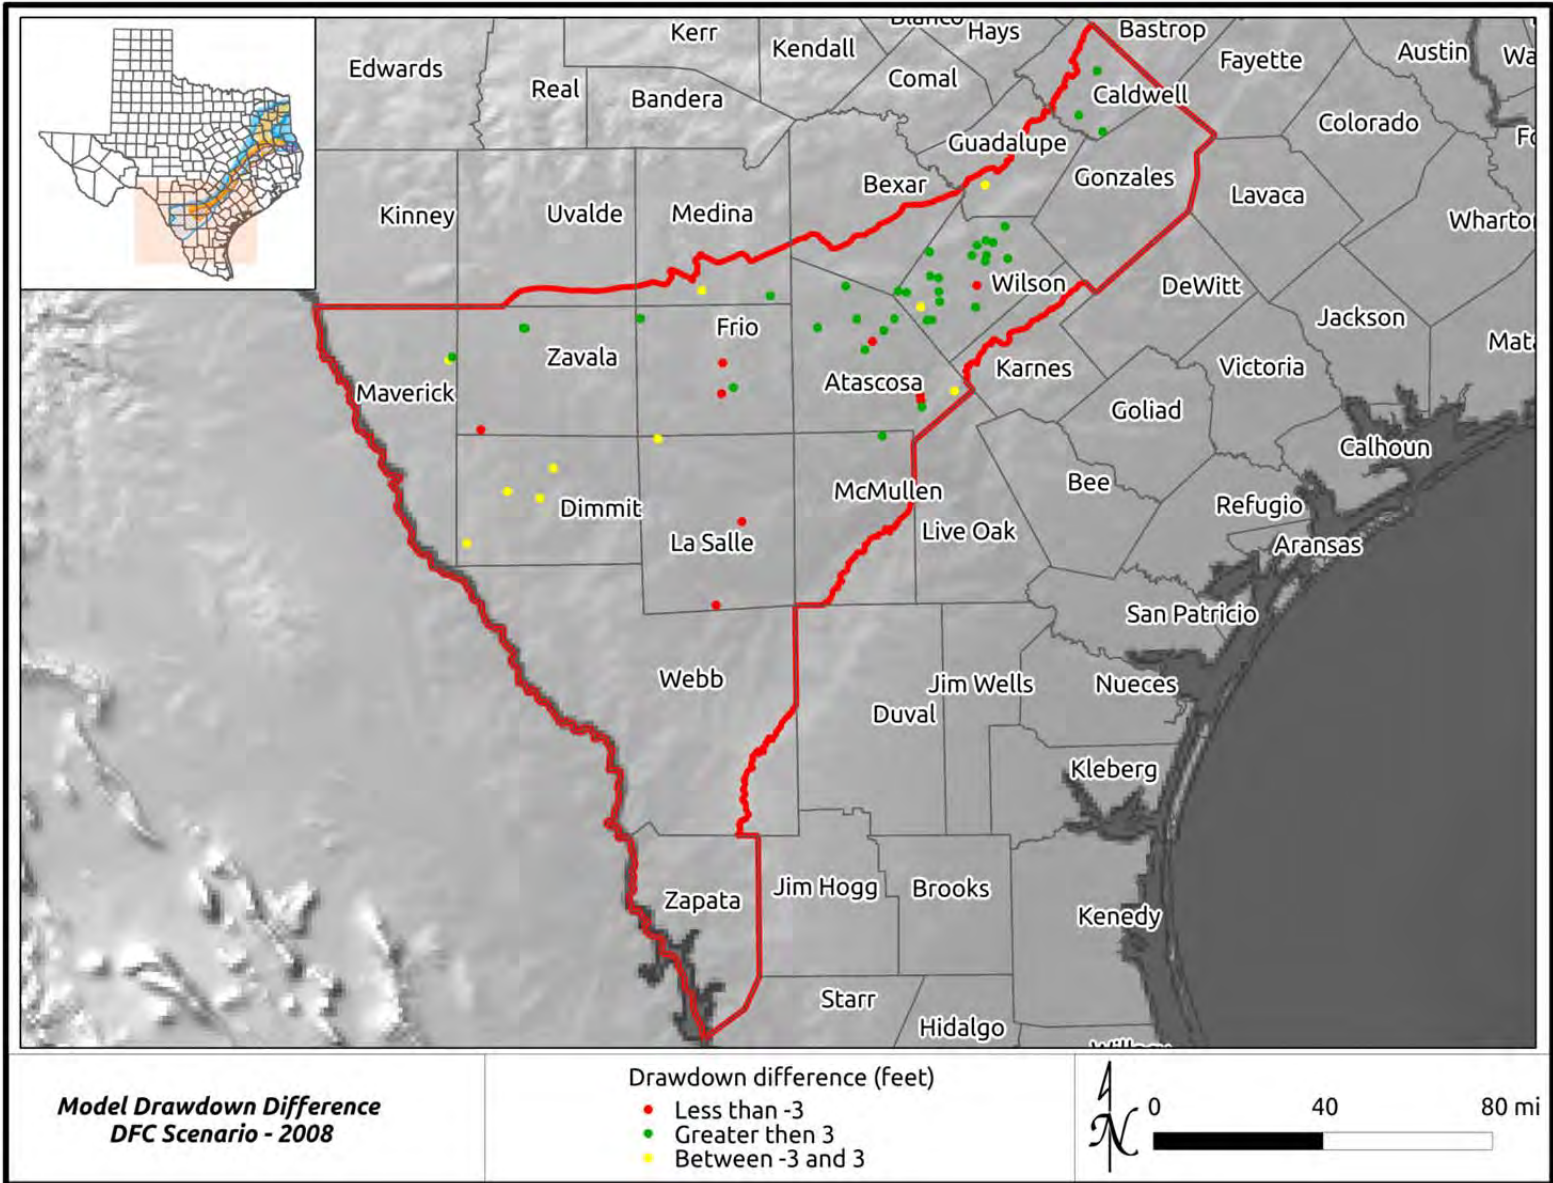 Kerr
Blanco
Hays
Bastrop
Edwards
Real
Kendall
Comal
Fayette
Austin
Wa
Bandera
Caldwell
Colorado
Guadalupe
Fo
Bexar
Gonzales
Lavaca
Kinney
Uvalde
Medina
Wharton
Wilson
DeWitt
Frio
Jackson
Mata
Zavala
Karnes
Victoria
Maverick
Atascosa
Goliad
Calhoun
McMullen
Bee
Dimmit
Refugio
La Salle
Live Oak
Aransas
San Patricio
Webb
Jim Wells
Nueces
Duval
Kleberg
Zapata
Jim Hogg
Brooks
Kenedy
Starr
Hidalgo
Model Drawdown Difference
DFC Scenario - 2008
Drawdown difference (feet)
Less than -3
Greater then 3
Between -3 and 3
N
0 40 80 mi